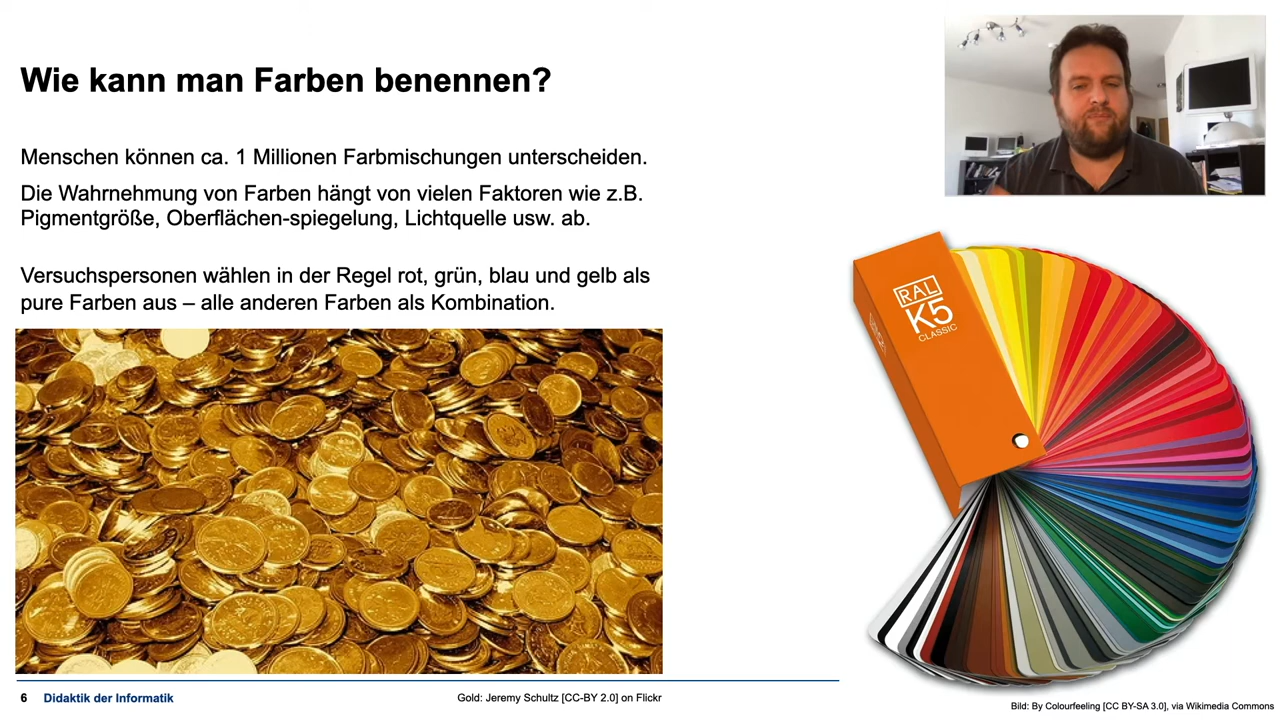 Wie kann man Farben benennen?
Menschen können ca. 1 Millionen Farbmischungen unterscheiden.
Die Wahrnehmung von Farben hängt von vielen Faktoren wie z.B.
Pigmentgröße, Oberflächen-spiegelung, Lichtquelle usw. ab.
Versuchspersonen wählen in der Regel rot, grün, blau und gelb als
pure Farben aus – alle anderen Farben als Kombination.
RAL
K5
CLASSIC
6 Didaktik der Informatik
Gold: Jeremy Schultz [CC-BY 2.0] on Flickr
Bild: By Colourfeeling [CC BY-SA 3.0], via Wikimedia Commons